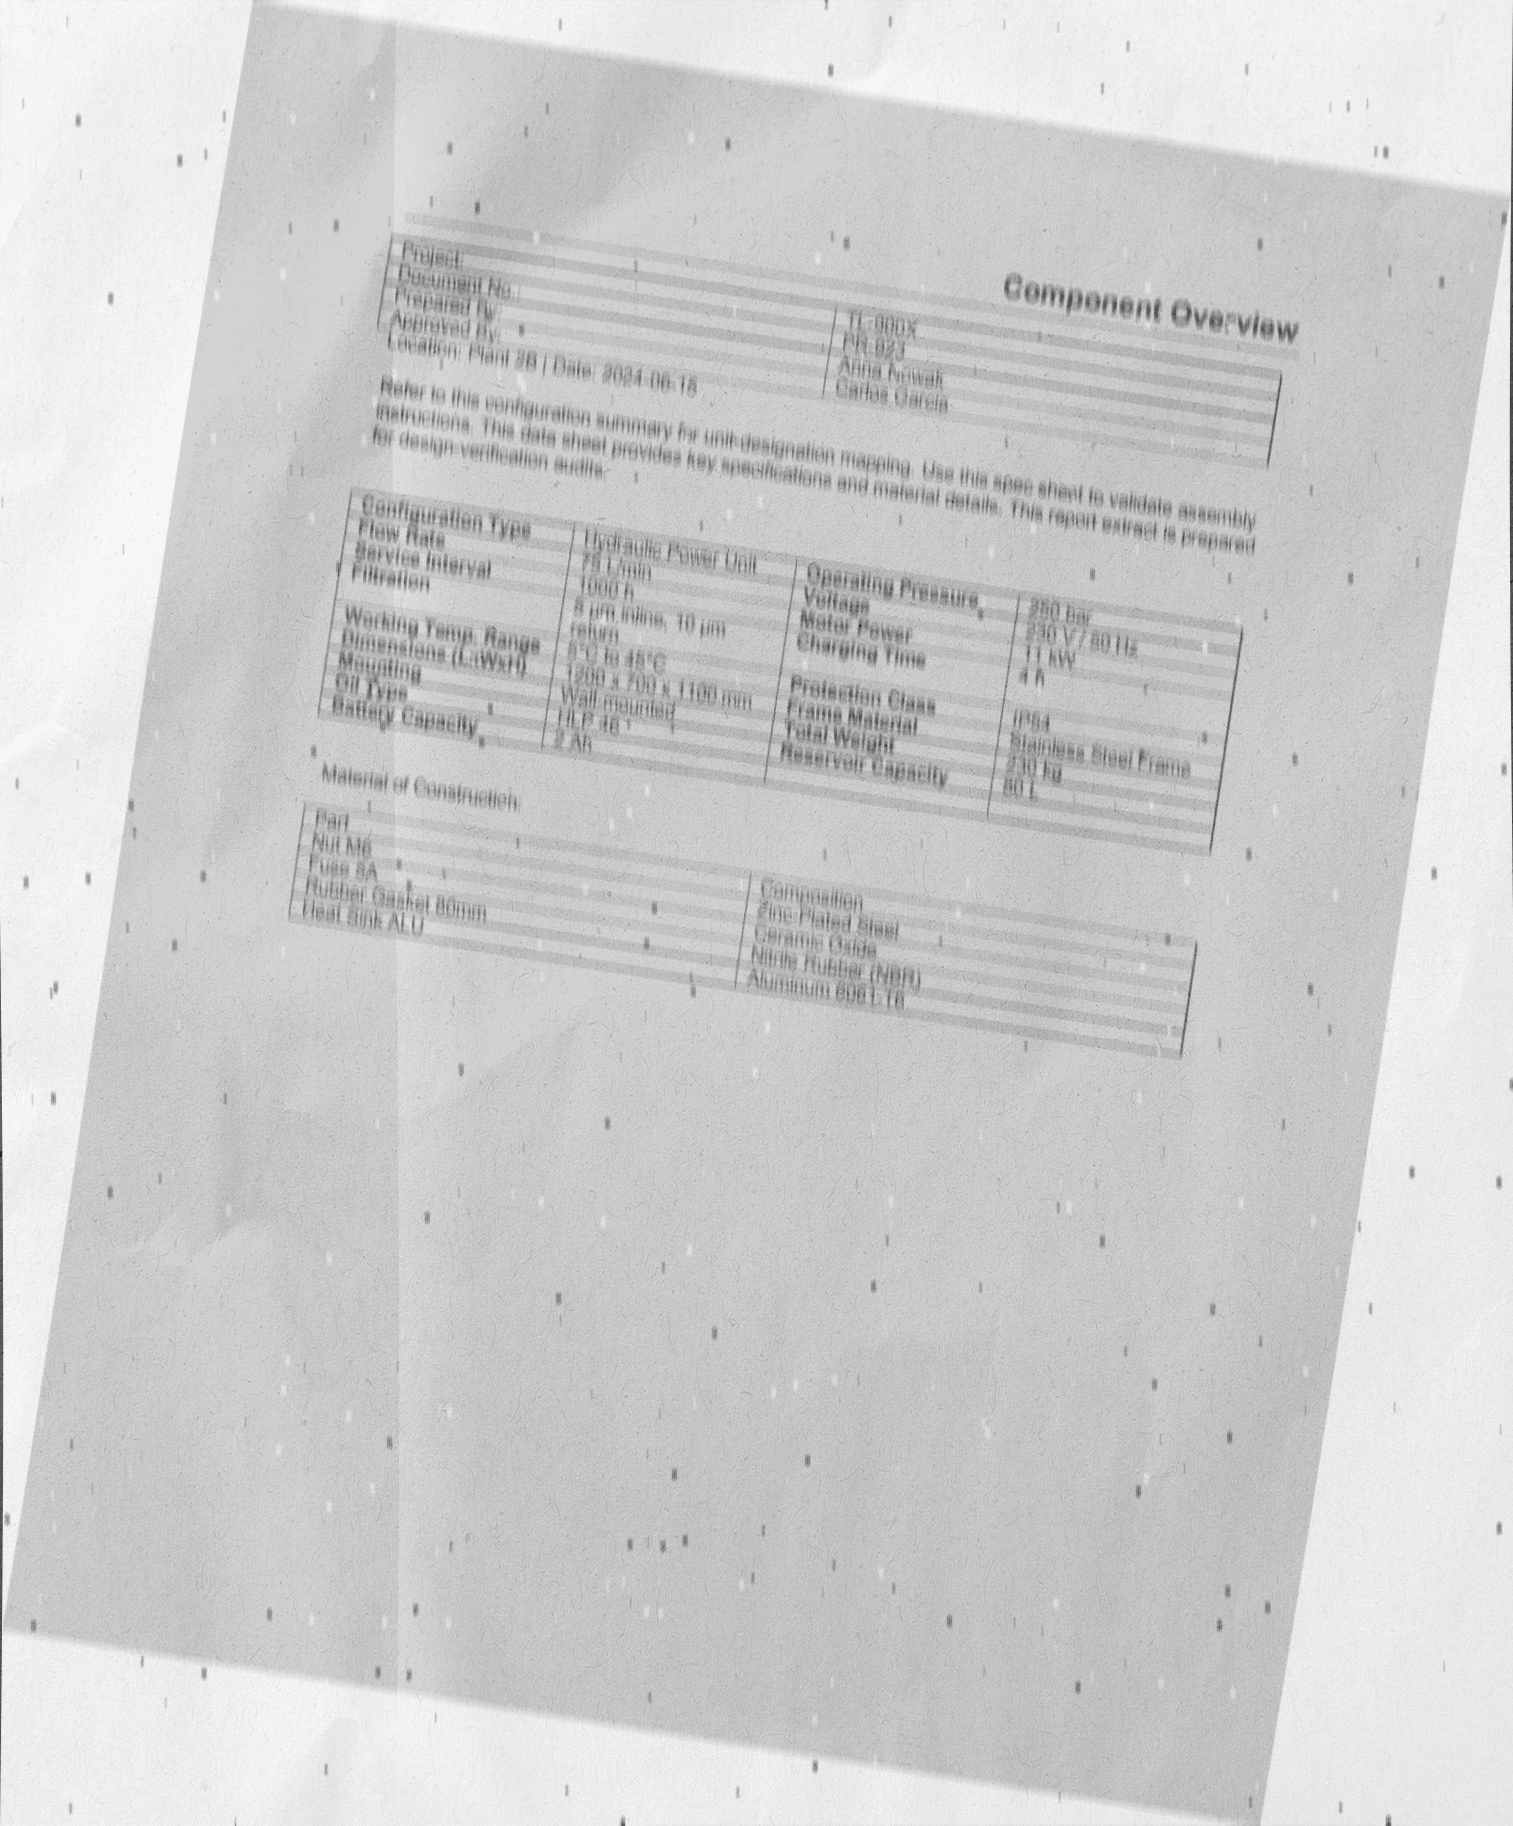 Component Overview
Project: TL-900X
Document No.: PR-923
Prepared By: Anna Nowak
Approved By: Carlos Garcia
Location: Plant 2B | Date: 2024-06-15
Refer to this configuration summary for unit-designation mapping. Use this spec sheet to validate assembly
instructions. This data sheet provides key specifications and material details. This report extract is prepared
for design-verification audits.
Configuration Type Hydraulic Power Unit Operating Pressure 250 bar
Flow Rate 75 L/min Voltage 230 V / 50 Hz
Service Interval 1000 h Motor Power 11 kW
Filtration 5 µm inline, 10 µm return Charging Time 4 h
Working Temp. Range 5°C to 45°C Protection Class IP54
Dimensions (LxWxH) 1200 x 700 x 1100 mm Frame Material Stainless Steel Frame
Mounting Wall-mounted Total Weight 230 kg
Oil Type HLP 46 Reservoir Capacity
Battery Capacity 2 Ah
Material of Construction:
Part Composition
Nut M6 Zinc-Plated Steel
Fuse Ceramic Oxide
Rubber Gasket Nitrile Rubber (NBR)
Heat Sink ALU Aluminum 6061-T6